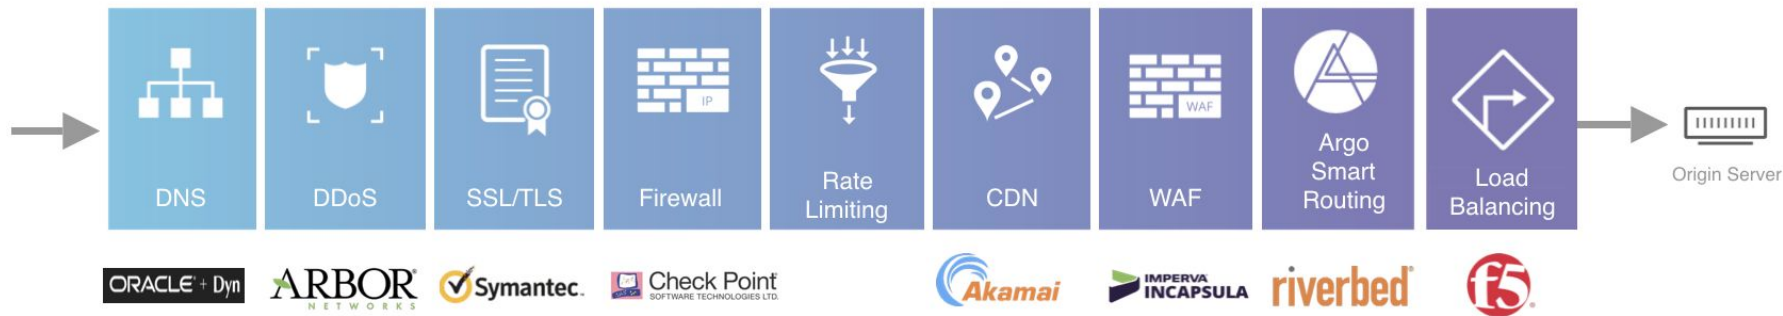 IP
WAF
DNS
DDoS
SSL/TLS
Firewall
Rate
Limiting
CDN
WAF
Argo
Smart
Routing
Load
Balancing
Origin Server
ORACLE + Dyn
ARBOR
NETWORKS
Symantec.
Check Point
SOFTWARE TECHNOLOGIES LTD.
Akamai
IMPERVA
INCAPSULA
riverbed
f5